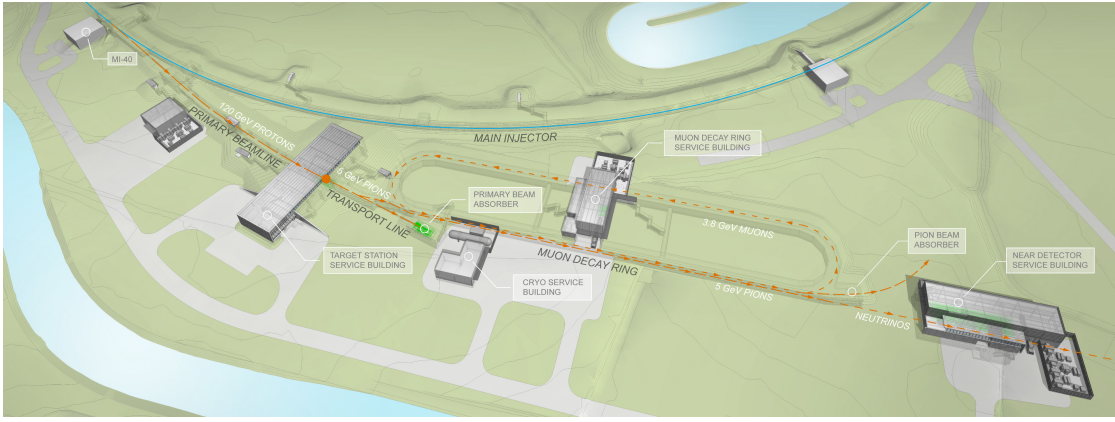 MI-40
120 GeV PROTONS
PRIMARY BEAMLINE
MAIN INJECTOR
MUON DECAY RING
SERVICE BUILDING
5 GeV PIONS
TRANSPORT LINE
PRIMARY BEAM
ABSORBER
3.8 GeV MUONS
TARGET STATION
SERVICE BUILDING
MUON DECAY RING
CRYO SERVICE
BUILDING
5 GeV PIONS
PION BEAM
ABSORBER
NEAR DETECTOR
SERVICE BUILDING
NEUTRINOS